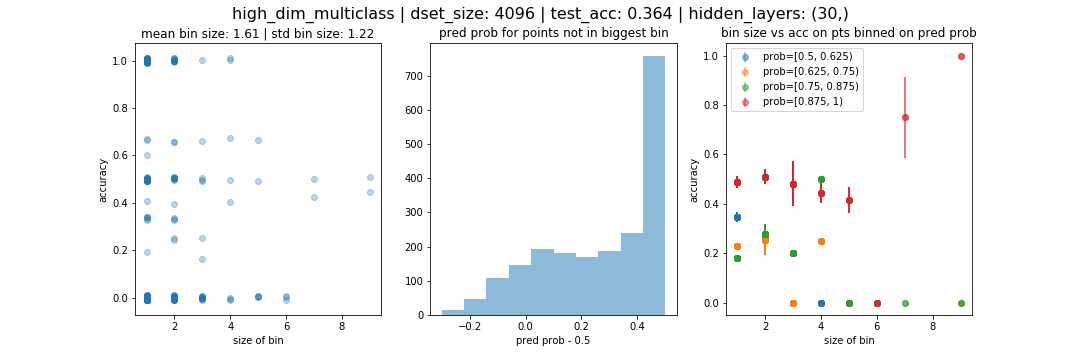 high_dim_multiclass | dset_size: 4096 | test_acc: 0.364 | hidden_layers: (30,)
mean bin size: 1.61 | std bin size: 1.22
1.0
0.8
0.6
0.4
0.2
0.0
accuracy
2 4 6 8
size of bin
pred prob for points not in biggest bin
700
600
500
400
300
200
100
0
−0.2 0.0 0.2 0.4
pred prob - 0.5
bin size vs acc on pts binned on pred prob
prob=[0.5, 0.625)
prob=[0.625, 0.75)
prob=[0.75, 0.875)
prob=[0.875, 1)
1.0
0.8
0.6
0.4
0.2
0.0
accuracy
2 4 6 8
size of bin